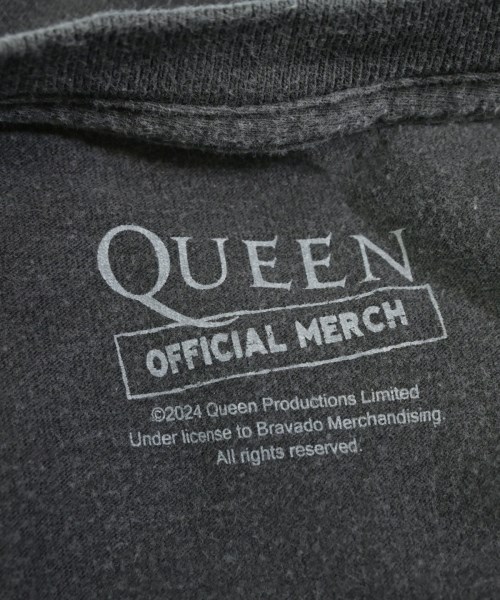 QUEEN
OFFICIAL MERCH
©2024 Queen Productions Limited
Under license to Bravado Merchandising.
All rights reserved.